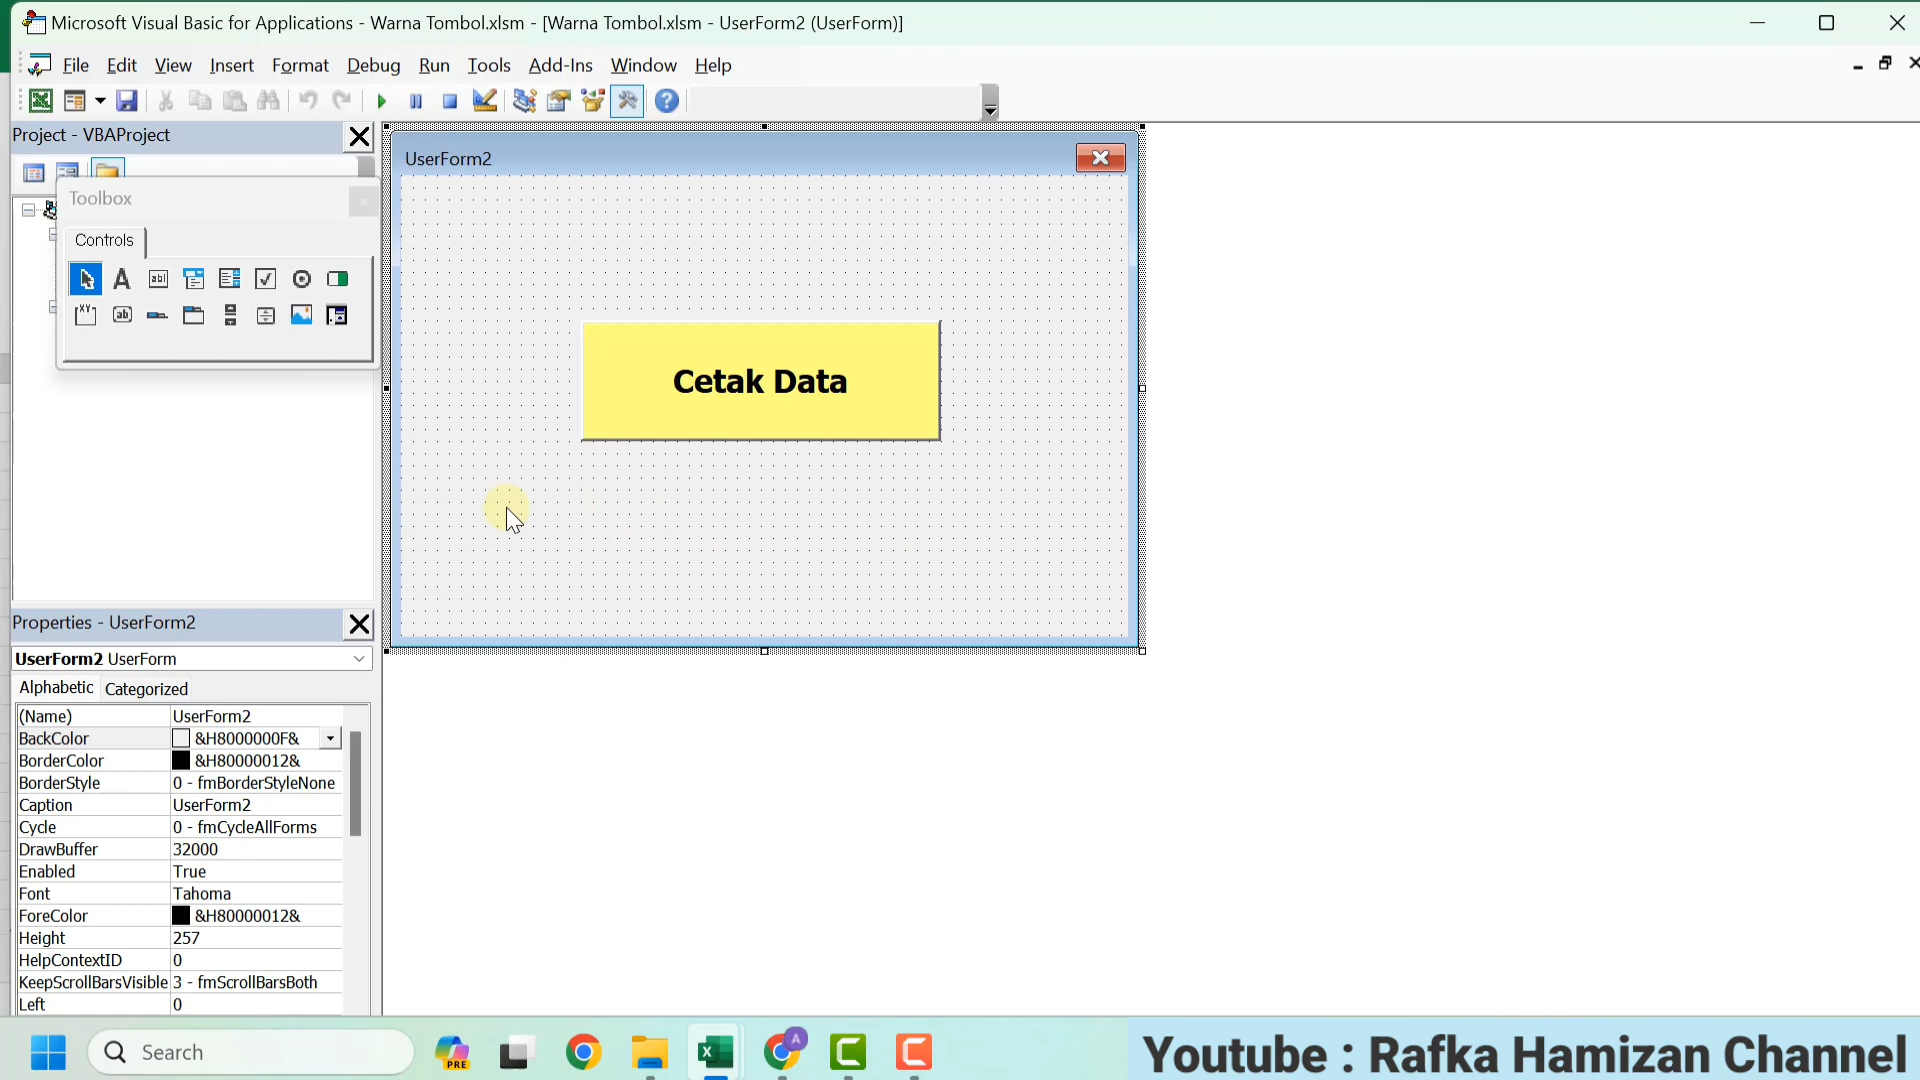 Microsoft Visual Basic for Applications - Warna Tombol.xlsm - [Warna Tombol.xlsm - UserForm2 (UserForm)]
File Edit View Insert Format Debug Run Tools Add-Ins Window Help
Project - VBAProject
Toolbox
Controls
UserForm2
Cetak Data
Properties - UserForm2
UserForm2 UserForm
Alphabetic Categorized
(Name) UserForm2
BackColor &H8000000F&
BorderColor &H80000012&
BorderStyle 0 - fmBorderStyleNone
Caption UserForm2
Cycle 0 - fmCycleAllForms
DrawBuffer 32000
Enabled True
Font Tahoma
ForeColor &H80000012&
Height 257
HelpContextID 0
KeepScrollBarsVisible 3 - fmScrollBarsBoth
Left 0
Search
PRE
A
Youtube : Rafka Hamizan Channel